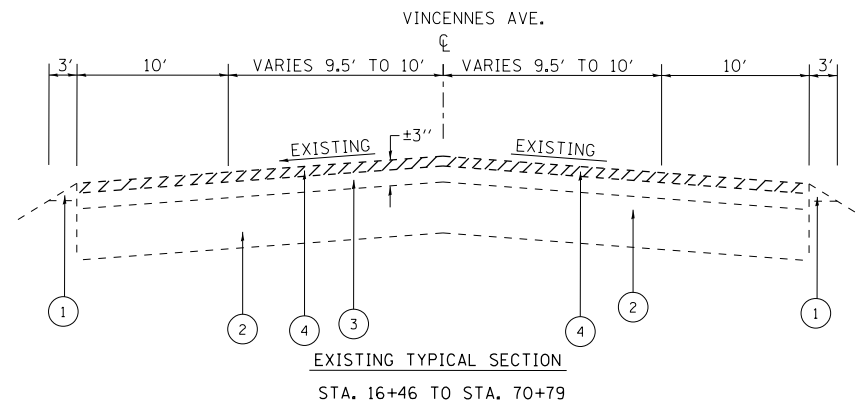 VINCENNES AVE.
℄
3' 10' VARIES 9.5' TO 10' VARIES 9.5' TO 10' 10' 3'
±3''
EXISTING EXISTING
1 2 4 3 4 2 1
EXISTING TYPICAL SECTION
STA. 16+46 TO STA. 70+79